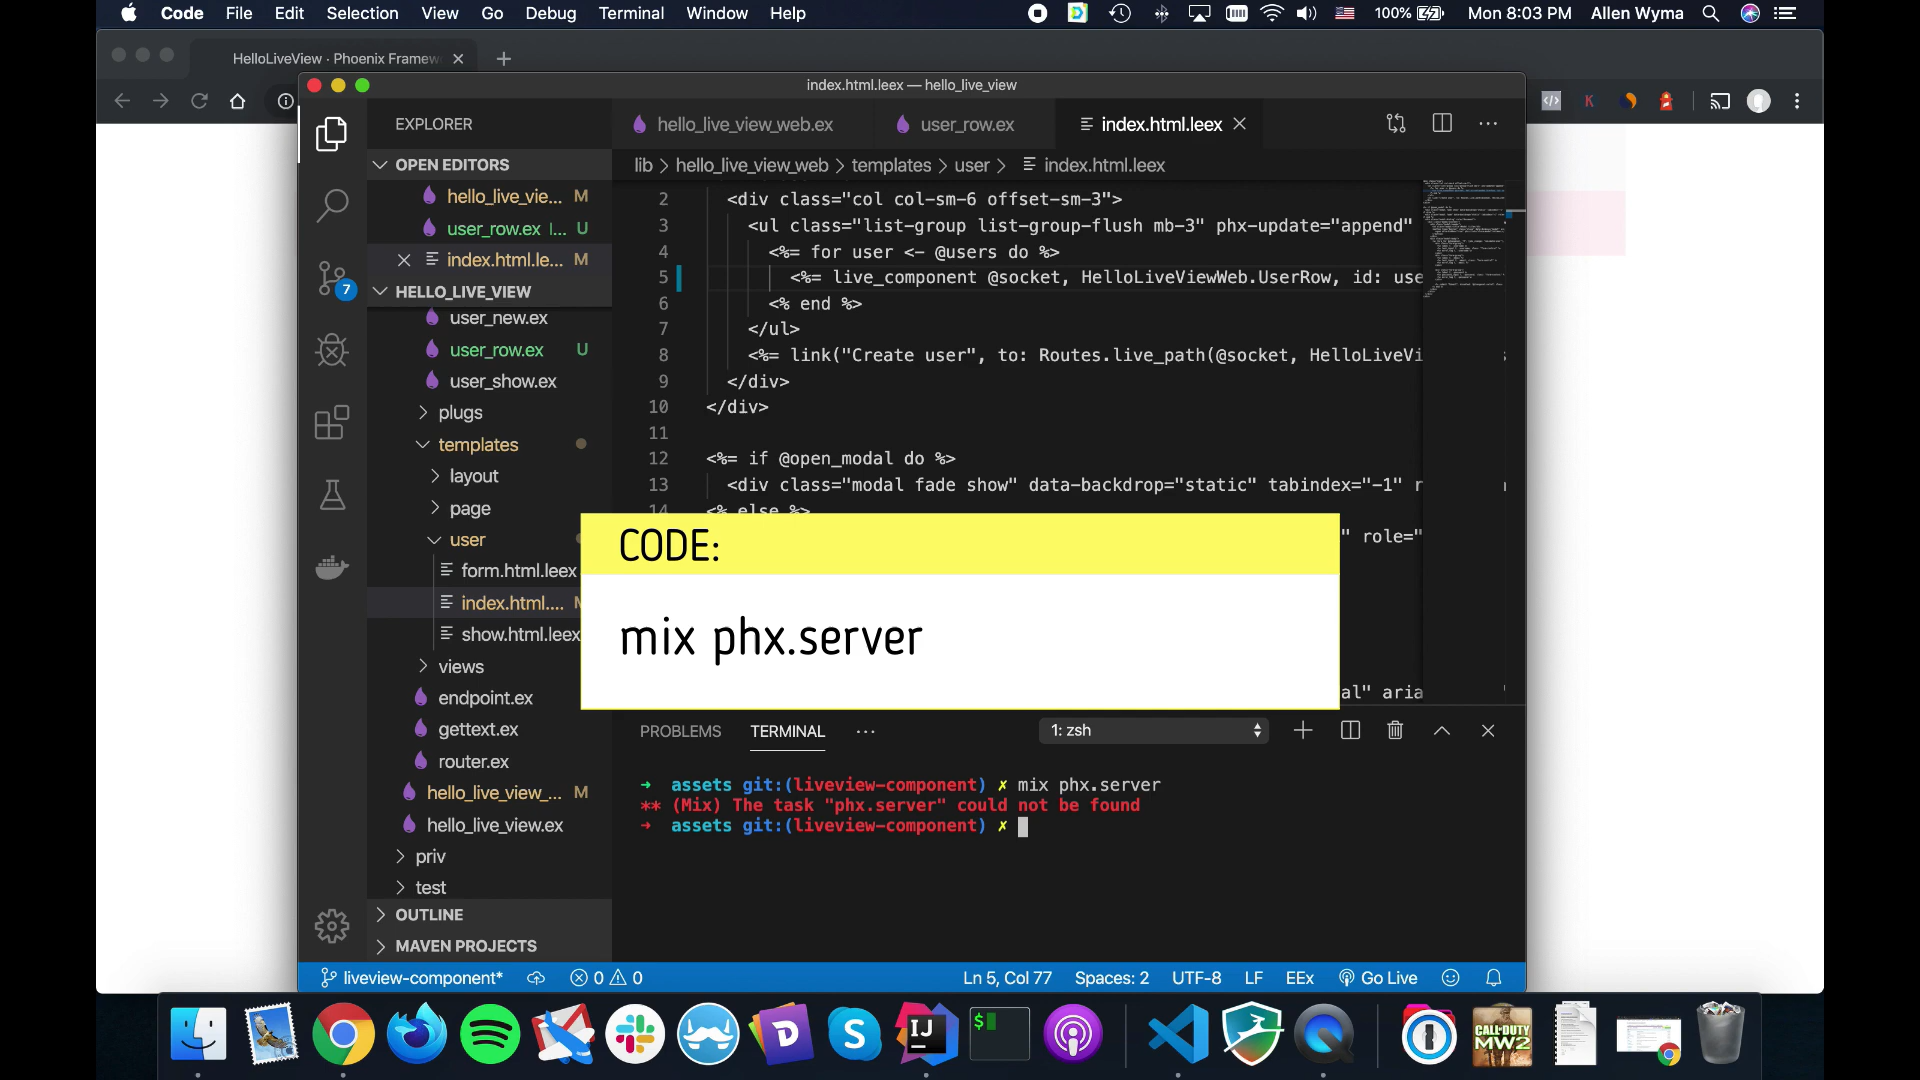 Code File Edit Selection View Go Debug Terminal Window Help 100% Mon 8:03 PM Allen Wyma
HelloLiveView · Phoenix Framew
index.html.leex — hello_live_view
EXPLORER
hello_live_view_web.ex
user_row.ex
index.html.leex
OPEN EDITORS
lib > hello_live_view_web > templates > user > index.html.leex
hello_live_vie... M
user_row.ex l... U
index.html.le... M
HELLO_LIVE_VIEW
7
user_new.ex
user_row.ex U
user_show.ex
plugs
templates
layout
page
user
form.html.leex
index.html....
show.html.leex
views
endpoint.ex
gettext.ex
router.ex
hello_live_view_... M
hello_live_view.ex
priv
test
OUTLINE
MAVEN PROJECTS
2 <div class="col col-sm-6 offset-sm-3">
3 <ul class="list-group list-group-flush mb-3" phx-update="append"
4 <%= for user <- @users do %>
5 <%= live_component @socket, HelloLiveViewWeb.UserRow, id: use
6 <% end %>
7 </ul>
8 <%= link("Create user", to: Routes.live_path(@socket, HelloLiveVi
9 </div>
10 </div>
11
12 <%= if @open_modal do %>
13 <div class="modal fade show" data-backdrop="static" tabindex="-1" r
14 <% else %>
" role="
al" aria
CODE:
mix phx.server
PROBLEMS TERMINAL ... 1: zsh
→ assets git:(liveview-component) ✗ mix phx.server
** (Mix) The task "phx.server" could not be found
→ assets git:(liveview-component) ✗
liveview-component* 0 0 Ln 5, Col 77 Spaces: 2 UTF-8 LF EEx Go Live
IJ
$
D
S
CALL OF DUTY
MW2